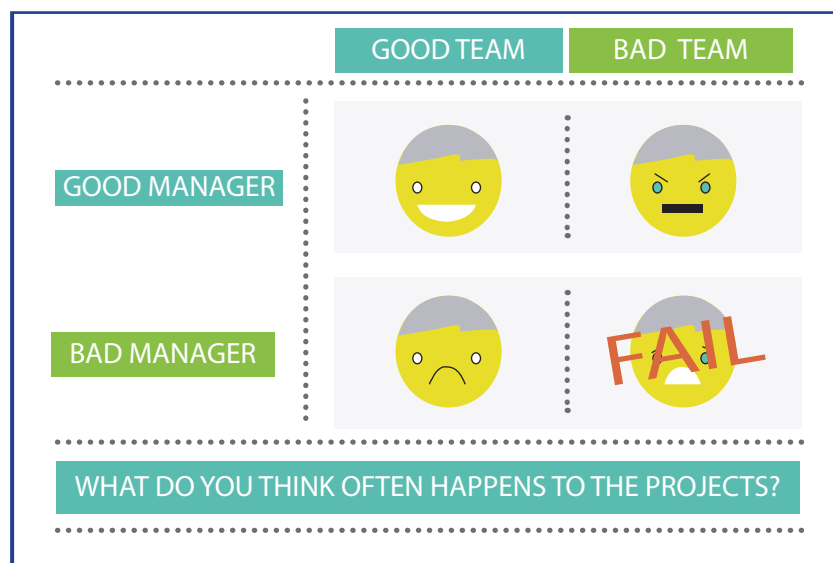 GOOD TEAM BAD TEAM
GOOD MANAGER
BAD MANAGER
FAIL
WHAT DO YOU THINK OFTEN HAPPENS TO THE PROJECTS?